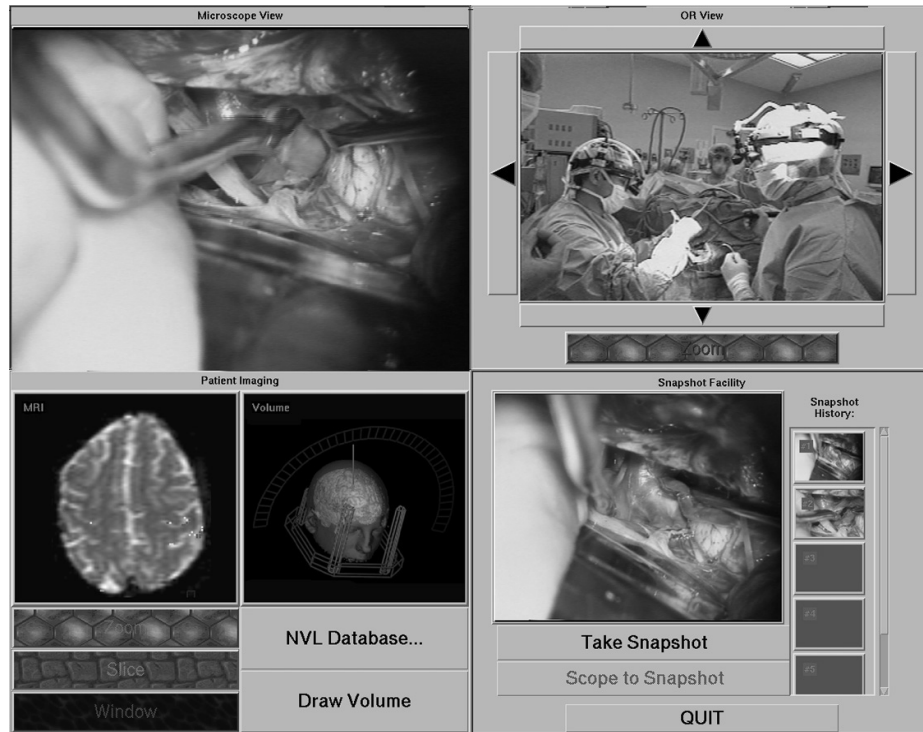 Microscope View
OR View
Zoom
Patient Imaging
MRI
Volume
Zoom
Slice
Window
NVL Database...
Draw Volume
Snapshot Facility
Snapshot
History:
#3
#4
#5
Take Snapshot
Scope to Snapshot
QUIT